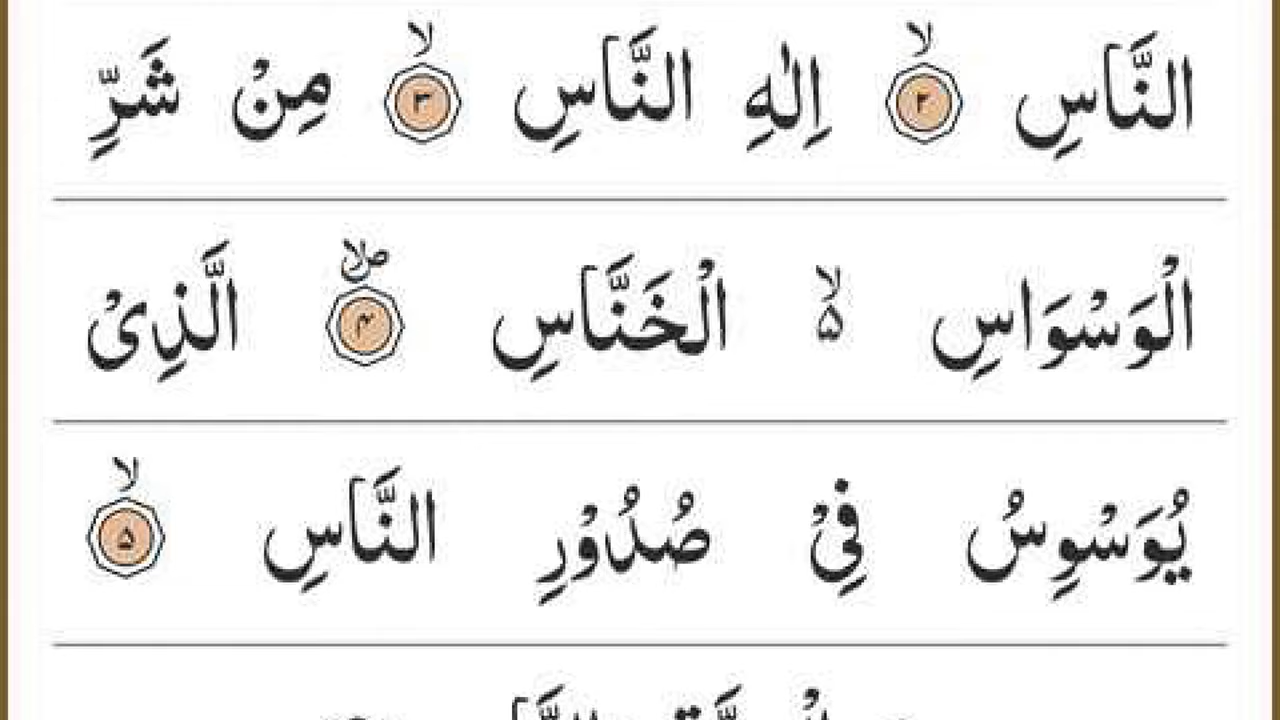 النَّاسِ ۙ﴿۲﴾ اِلٰهِ النَّاسِ ۙ﴿۳﴾ مِنْ شَرِّ
الْوَسْوَاسِ ۙ۵ الْخَنَّاسِ ۪ۙ﴿۴﴾ الَّذِیْ
یُوَسْوِسُ فِیْ صُدُوْرِ النَّاسِ ۙ﴿۵﴾